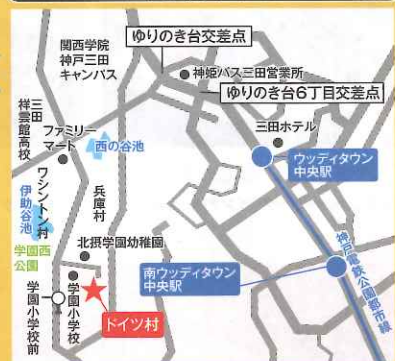 関西学院
神戸三田
キャンパス
ゆりのき台交差点
神姫バス三田営業所
ゆりのき台6丁目交差点
三田ホテル
三田
祥雲館高校
ファミリー
マート
西の谷池
ウッディタウン
中央駅
ワシントン村
伊助谷池
兵庫村
学園西
公園
北摂学園幼稚園
南ウッディタウン
中央駅
神戸電鉄公園都市線
学園小学校
学園小学校前
ドイツ村